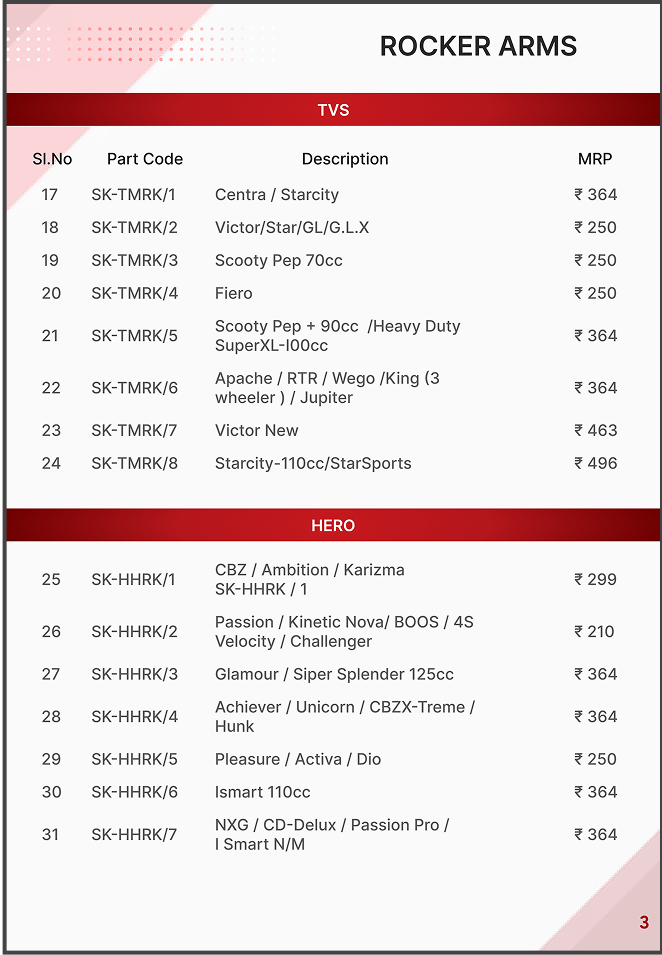 ROCKER ARMS
TVS
Sl.No Part Code Description MRP
17 SK-TMRK/1 Centra / Starcity ₹ 364
18 SK-TMRK/2 Victor/Star/GL/G.L.X ₹ 250
19 SK-TMRK/3 Scooty Pep 70cc ₹ 250
20 SK-TMRK/4 Fiero ₹ 250
21 SK-TMRK/5 Scooty Pep + 90cc /Heavy Duty ₹ 364
SuperXL-I00cc
22 SK-TMRK/6 Apache / RTR / Wego /King (3 ₹ 364
wheeler ) / Jupiter
23 SK-TMRK/7 Victor New ₹ 463
24 SK-TMRK/8 Starcity-110cc/StarSports ₹ 496
HERO
25 SK-HHRK/1 CBZ / Ambition / Karizma ₹ 299
SK-HHRK / 1
26 SK-HHRK/2 Passion / Kinetic Nova/ BOOS / 4S ₹ 210
Velocity / Challenger
27 SK-HHRK/3 Glamour / Siper Splender 125cc ₹ 364
28 SK-HHRK/4 Achiever / Unicorn / CBZX-Treme / ₹ 364
Hunk
29 SK-HHRK/5 Pleasure / Activa / Dio ₹ 250
30 SK-HHRK/6 Ismart 110cc ₹ 364
31 SK-HHRK/7 NXG / CD-Delux / Passion Pro / ₹ 364
I Smart N/M
3